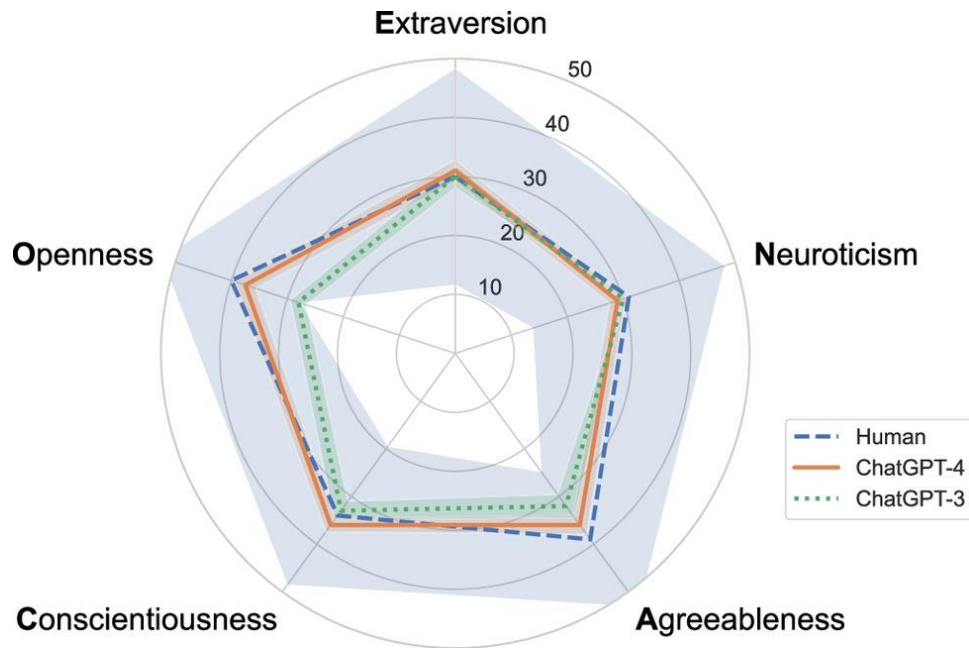 Extraversion
50
40
30
20
10
Openness
Neuroticism
Human
ChatGPT-4
ChatGPT-3
Conscientiousness
Agreeableness